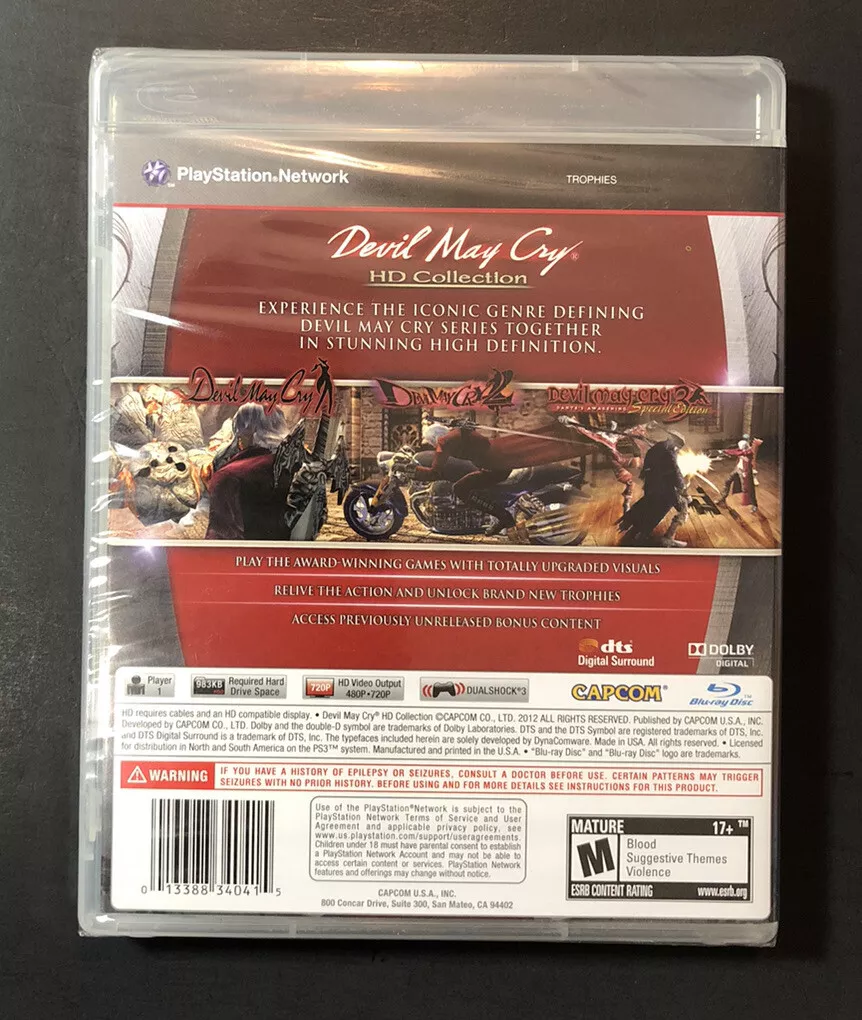 PlayStation®Network
TROPHIES
Devil May Cry®
HD Collection
EXPERIENCE THE ICONIC GENRE DEFINING
DEVIL MAY CRY SERIES TOGETHER
IN STUNNING HIGH DEFINITION.
Devil May Cry
Devil May Cry 2
Devil may cry 3
DANTE'S AWAKENING Special Edition
PLAY THE AWARD-WINNING GAMES WITH TOTALLY UPGRADED VISUALS
RELIVE THE ACTION AND UNLOCK BRAND NEW TROPHIES
ACCESS PREVIOUSLY UNRELEASED BONUS CONTENT
dts
Digital Surround
DOLBY
DIGITAL
Player
1
983KB
Required Hard
Drive Space
720P
HD Video Output
480P•720P
DUALSHOCK®3
CAPCOM®
Blu-ray Disc™
HD requires cables and an HD compatible display. • Devil May Cry® HD Collection ©CAPCOM CO., LTD. 2012 ALL RIGHTS RESERVED. Published by CAPCOM U.S.A., INC.
Developed by CAPCOM CO., LTD. Dolby and the double-D symbol are trademarks of Dolby Laboratories. DTS and the DTS Symbol are registered trademarks of DTS, Inc.
and DTS Digital Surround is a trademark of DTS, Inc. The typefaces included herein are solely developed by DynaComware. Made in USA. All rights reserved. • Licensed
for distribution in North and South America on the PS3™ system. Manufactured and printed in the U.S.A. • "Blu-ray Disc" and "Blu-ray Disc" logo are trademarks.
WARNING
IF YOU HAVE A HISTORY OF EPILEPSY OR SEIZURES, CONSULT A DOCTOR BEFORE USE. CERTAIN PATTERNS MAY TRIGGER
SEIZURES WITH NO PRIOR HISTORY. BEFORE USING AND FOR MORE DETAILS SEE INSTRUCTIONS FOR THIS PRODUCT.
Use of the PlayStation®Network is subject to the
PlayStation Network Terms of Service and User
Agreement and applicable privacy policy, see
www.us.playstation.com/support/useragreements.
Children under 18 must have parental consent to establish
a PlayStation Network Account and may not be able to
access certain content or services. PlayStation Network
features and offerings may change without notice.
CAPCOM U.S.A., INC.
800 Concar Drive, Suite 300, San Mateo, CA 94402
0 13388 34041 5
MATURE 17+ ™
M
Blood
Suggestive Themes
Violence
ESRB CONTENT RATING www.esrb.org